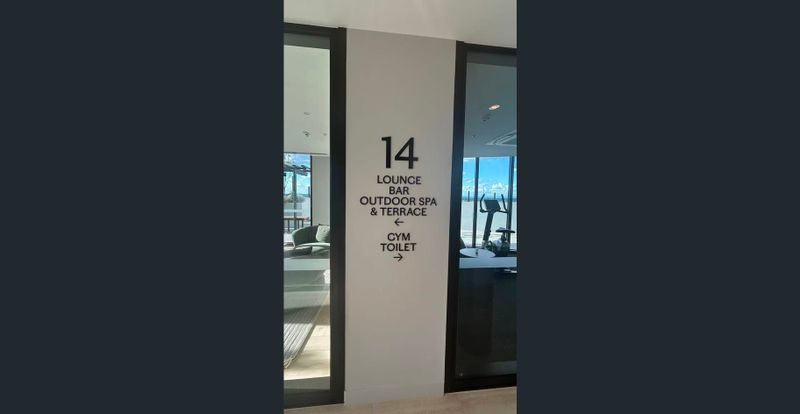 14
LOUNGE
BAR
OUTDOOR SPA
& TERRACE
←
GYM
TOILET
→